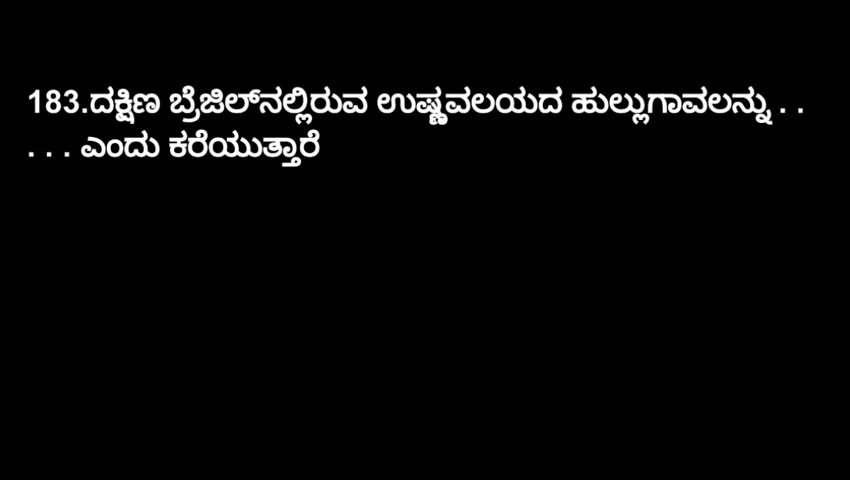 183.ದಕ್ಷಿಣ ಬ್ರೆಜಿಲ್‌ನಲ್ಲಿರುವ ಉಷ್ಣವಲಯದ ಹುಲ್ಲುಗಾವಲನ್ನು . .
. . . ಎಂದು ಕರೆಯುತ್ತಾರೆ